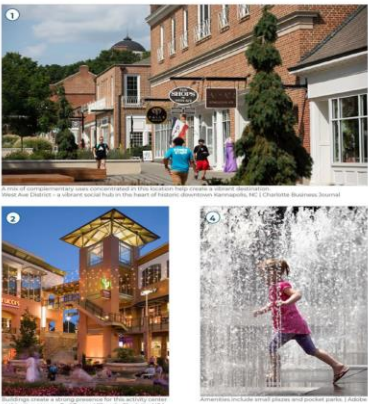 1
SHOPS
A mix of complementary uses concentrated in this location help create a vibrant destination.
West Ave District - a vibrant social hub in the heart of historic downtown Kannapolis, NC | Charlotte Business Journal
2
4
Buildings create a strong presence for this activity center
Amenities include small plazas and pocket parks. | Adobe